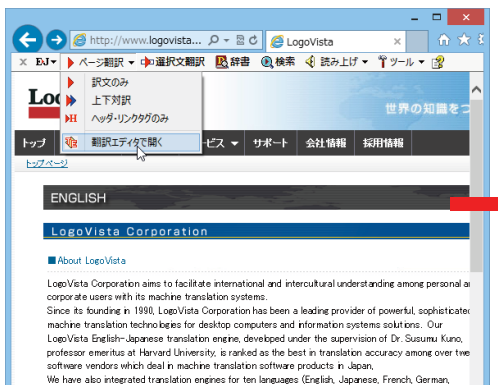 http://www.logovista...
LogoVista
EXJ ページ翻訳 選択文翻訳 辞書 検索 読み上げ ツール
訳文のみ
上下対訳
ヘッダ・リンクタグのみ
翻訳エディタで開く
世界の知識をつ
トップ ービス サポート 会社情報 採用情報
トップページ
ENGLISH
LogoVista Corporation
■About LogoVista
LogoVista Corporation aims to facilitate international and intercultural understanding among personal an
corporate users with its machine translation systems.
Since its founding in 1990, LogoVista Corporation has been a leading provider of powerful, sophisticated
machine translation technologies for desktop computers and information systems solutions. Our
LogoVista English-Japanese translation engine, developed under the supervision of Dr. Susumu Kuno,
professor emeritus at Harvard University, is ranked as the best in translation accuracy among over twe
software vendors which deal in machine translation software products in Japan,
We have also integrated translation engines for ten languages (English, Japanese, French, German,